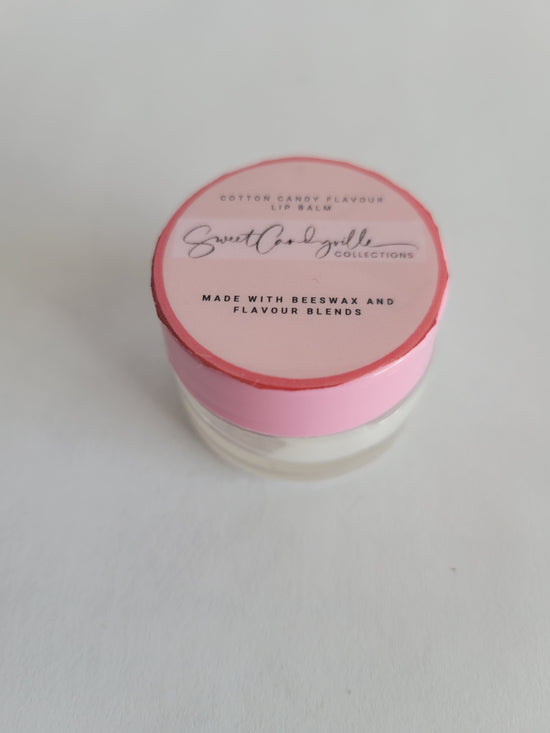 COTTON CANDY FLAVOUR
LIP BALM
SweetCandyville
COLLECTIONS
MADE WITH BEESWAX AND
FLAVOUR BLENDS